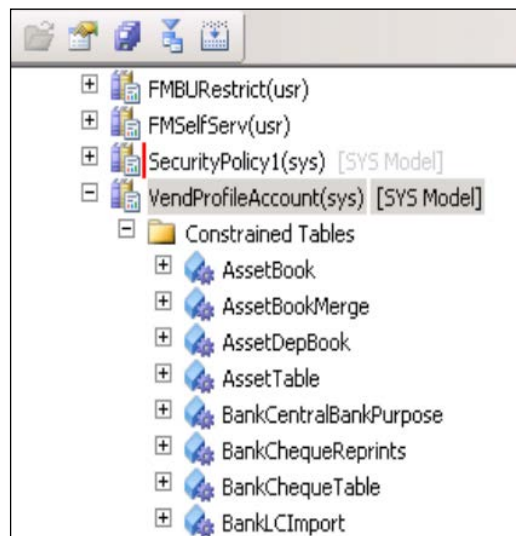 FMBURestrict(usr)
FMSelfServ(usr)
SecurityPolicy1(sys) [SYS Model]
VendProfileAccount(sys) [SYS Model]
Constrained Tables
AssetBook
AssetBookMerge
AssetDepBook
AssetTable
BankCentralBankPurpose
BankChequeReprints
BankChequeTable
BankLCImport